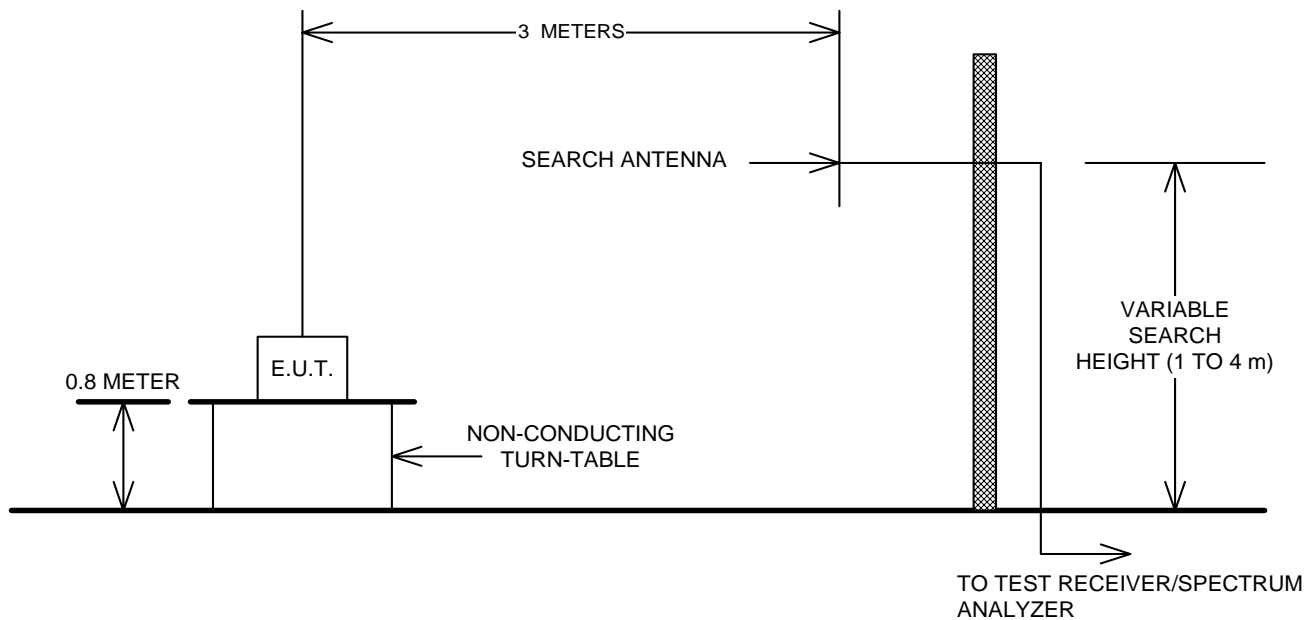 3 METERS
SEARCH ANTENNA
VARIABLE
SEARCH
HEIGHT (1 TO 4 m)
E.U.T.
0.8 METER
NON-CONDUCTING
TURN-TABLE
TO TEST RECEIVER/SPECTRUM
ANALYZER